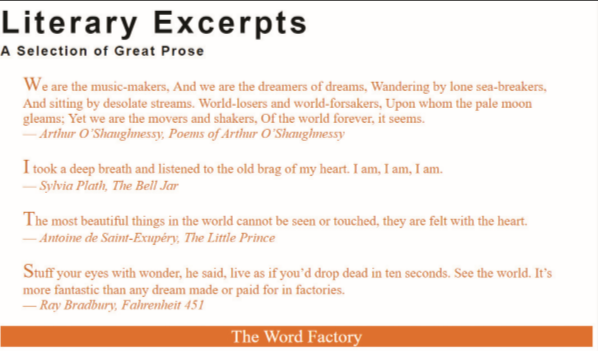 Literary Excerpts
A Selection of Great Prose
We are the music-makers, And we are the dreamers of dreams, Wandering by lone sea-breakers,
And sitting by desolate streams. World-losers and world-forsakers, Upon whom the pale moon
gleams; Yet we are the movers and shakers, Of the world forever, it seems.
— Arthur O'Shaughnessy, Poems of Arthur O'Shaughnessy
I took a deep breath and listened to the old brag of my heart. I am, I am, I am.
— Sylvia Plath, The Bell Jar
The most beautiful things in the world cannot be seen or touched, they are felt with the heart.
— Antoine de Saint-Exupéry, The Little Prince
Stuff your eyes with wonder, he said, live as if you'd drop dead in ten seconds. See the world. It's
more fantastic than any dream made or paid for in factories.
— Ray Bradbury, Fahrenheit 451
The Word Factory